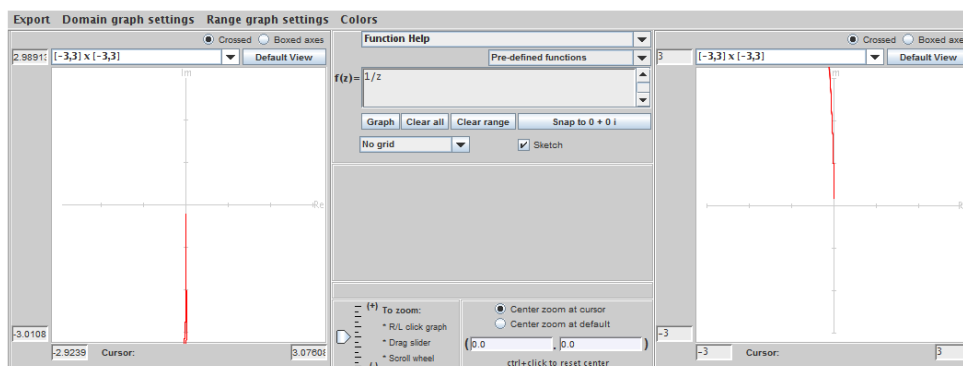 Export Domain graph settings Range graph settings Colors
Crossed Boxed axes
2.9891 [-3,3] x [-3,3] Default View
Im
Re
-3.0108
-2.9239 Cursor: 3.0760
Function Help
Pre-defined functions
f(z)= 1/z
Graph Clear all Clear range Snap to 0 + 0 i
No grid Sketch
(+) To zoom:
* R/L click graph
* Drag slider
* Scroll wheel
(-)
Center zoom at cursor
Center zoom at default
( 0.0 , 0.0 )
ctrl+click to reset center
Crossed Boxed axe
3 [-3,3] x [-3,3] Default View
m
R
-3
-3 Cursor: 3